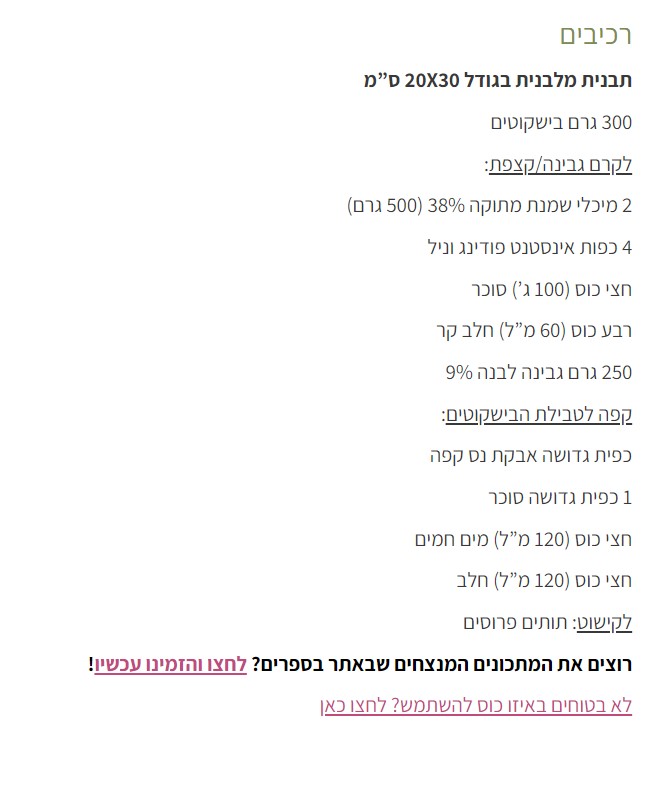 רכיבים
תבנית מלבנית בגודל 20X30 ס”מ
300 גרם בישקוטים
לקרם גבינה/קצפת:
2 מיכלי שמנת מתוקה 38% (500 גרם)
4 כפות אינסטנט פודינג וניל
חצי כוס (100 ג’) סוכר
רבע כוס (60 מ”ל) חלב קר
250 גרם גבינה לבנה 9%
קפה לטבילת הבישקוטים:
כפית גדושה אבקת נס קפה
1 כפית גדושה סוכר
חצי כוס (120 מ”ל) מים חמים
חצי כוס (120 מ”ל) חלב
לקישוט: תותים פרוסים
רוצים את המתכונים המנצחים שבאתר בספרים? לחצו והזמינו עכשיו!
לא בטוחים באיזו כוס להשתמש? לחצו כאן